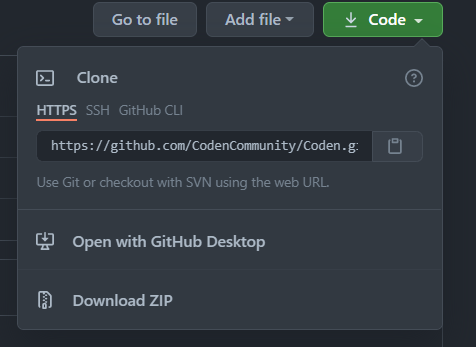 Go to file Add file Code
Clone
HTTPS SSH GitHub CLI
https://github.com/CodenCommunity/Coden.gi
Use Git or checkout with SVN using the web URL.
Open with GitHub Desktop
Download ZIP